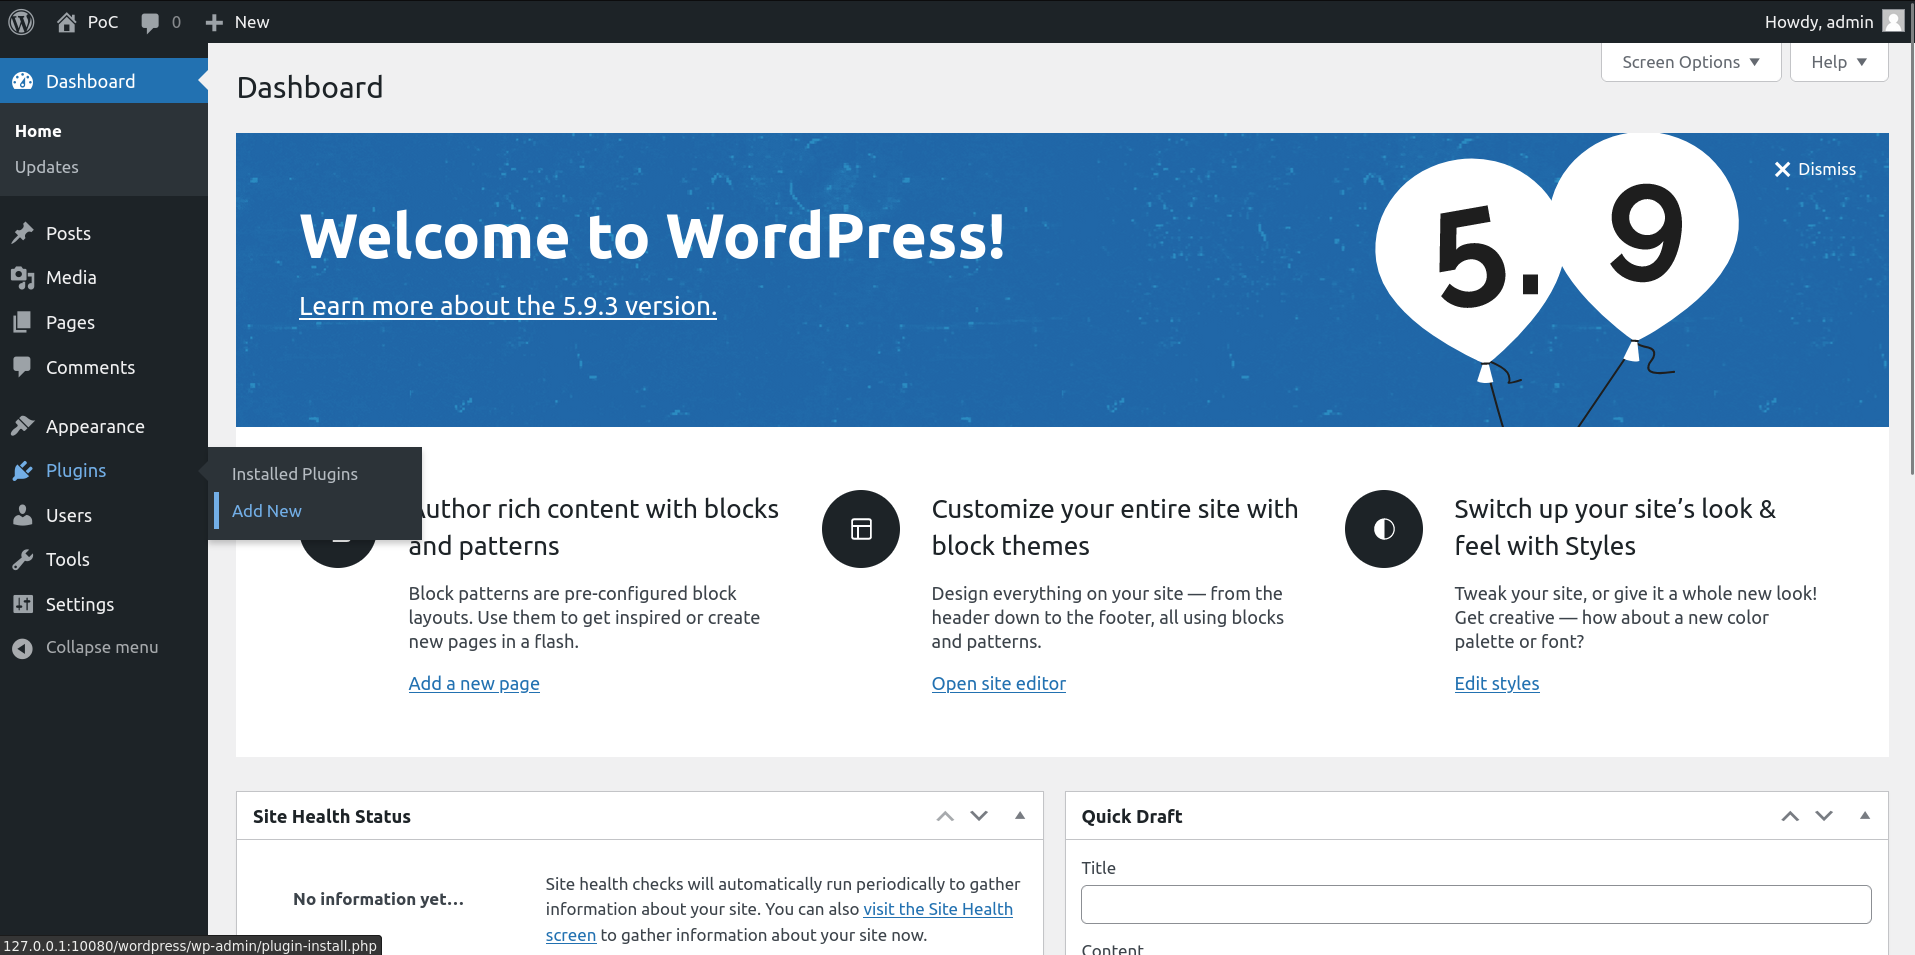 PoC
0
New
Howdy, admin
Dashboard
Home
Updates
Posts
Media
Pages
Comments
Appearance
Plugins
Users
Tools
Settings
Collapse menu
Installed Plugins
Add New
Screen Options
Help
Dashboard
Dismiss
Welcome to WordPress!
Learn more about the 5.9.3 version.
5.9
Author rich content with blocks
and patterns
Block patterns are pre-configured block
layouts. Use them to get inspired or create
new pages in a flash.
Add a new page
Customize your entire site with
block themes
Design everything on your site — from the
header down to the footer, all using blocks
and patterns.
Open site editor
Switch up your site’s look &
feel with Styles
Tweak your site, or give it a whole new look!
Get creative — how about a new color
palette or font?
Edit styles
Site Health Status
No information yet…
Site health checks will automatically run periodically to gather
information about your site. You can also visit the Site Health
screen to gather information about your site now.
Quick Draft
Title
Content
127.0.0.1:10080/wordpress/wp-admin/plugin-install.php